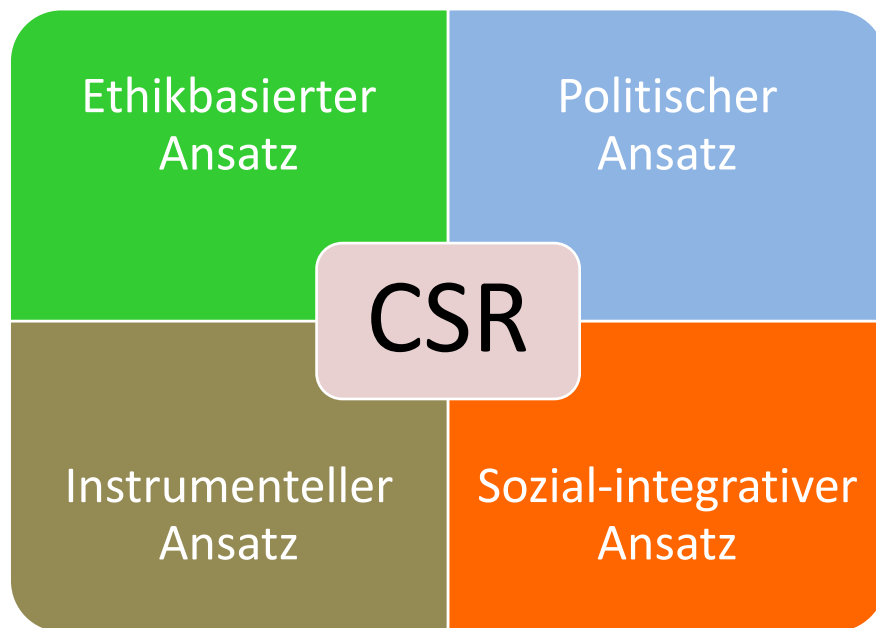 Ethikbasierter
Ansatz
Politischer
Ansatz
CSR
Instrumenteller
Ansatz
Sozial-integrativer
Ansatz